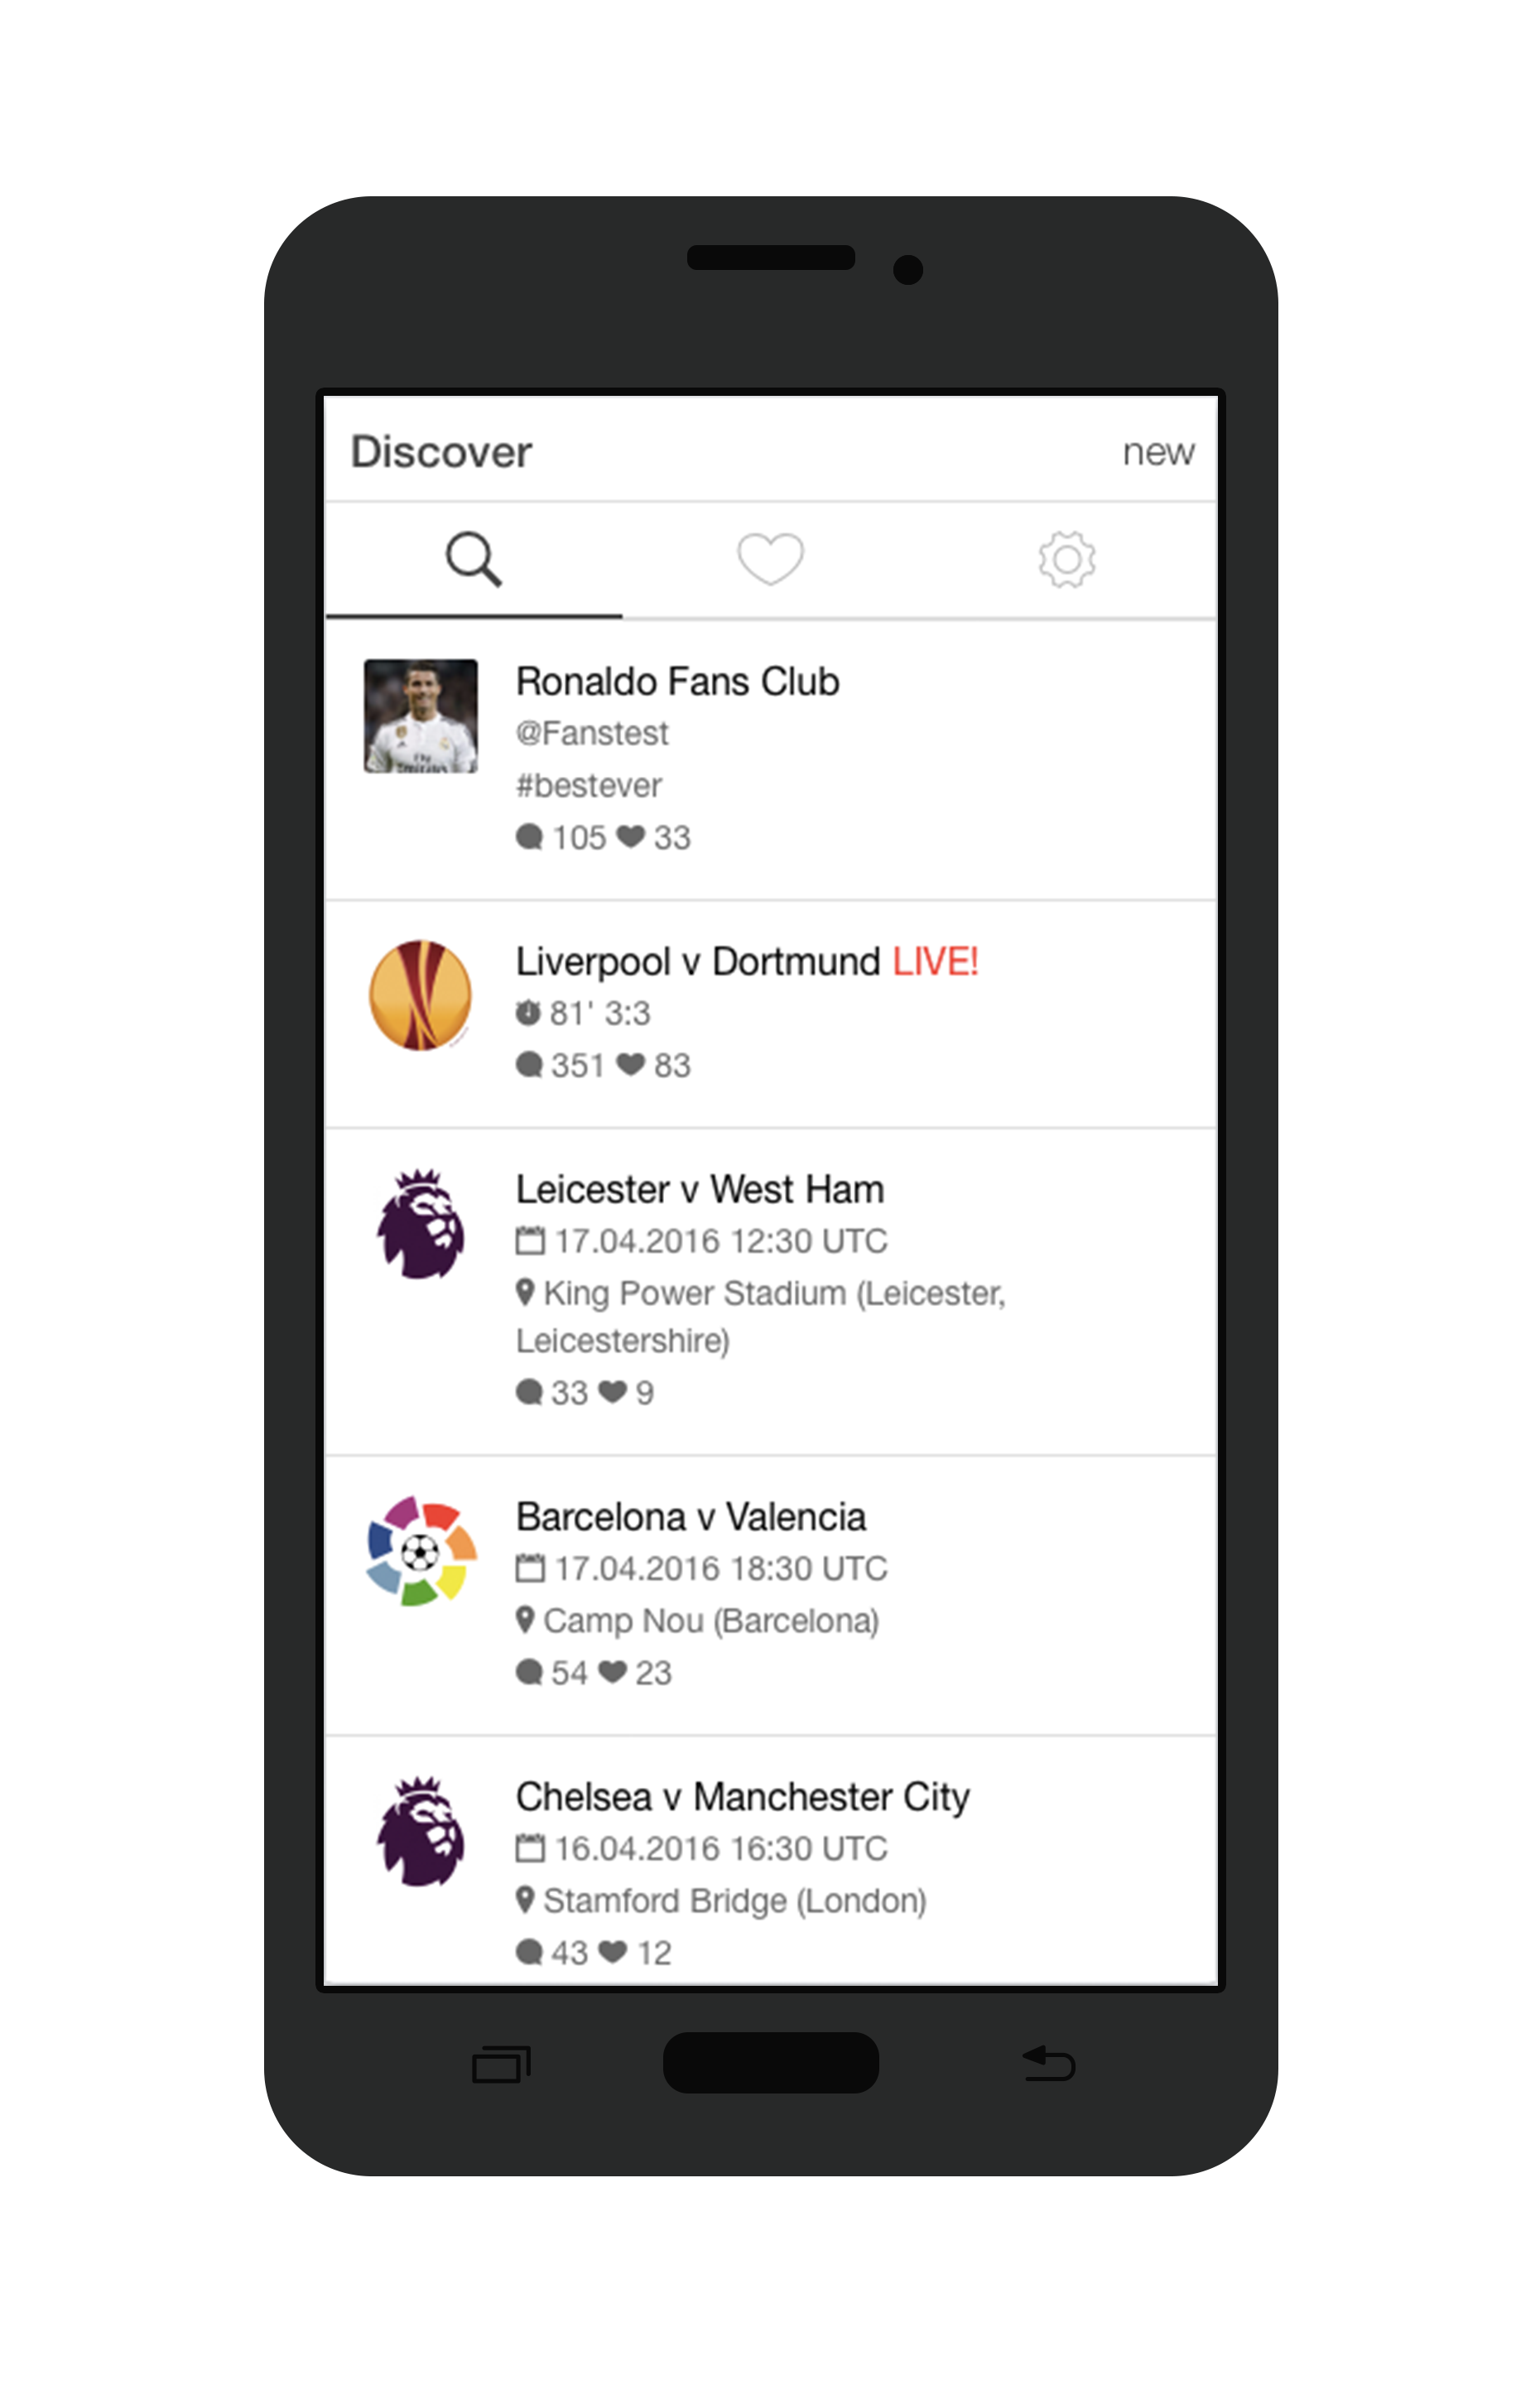 Discover
new
Ronaldo Fans Club
@Fanstest
#bestever
105 33
Liverpool v Dortmund LIVE!
81' 3:3
351 83
Leicester v West Ham
17.04.2016 12:30 UTC
King Power Stadium (Leicester,
Leicestershire)
33 9
Barcelona v Valencia
17.04.2016 18:30 UTC
Camp Nou (Barcelona)
54 23
Chelsea v Manchester City
16.04.2016 16:30 UTC
Stamford Bridge (London)
43 12